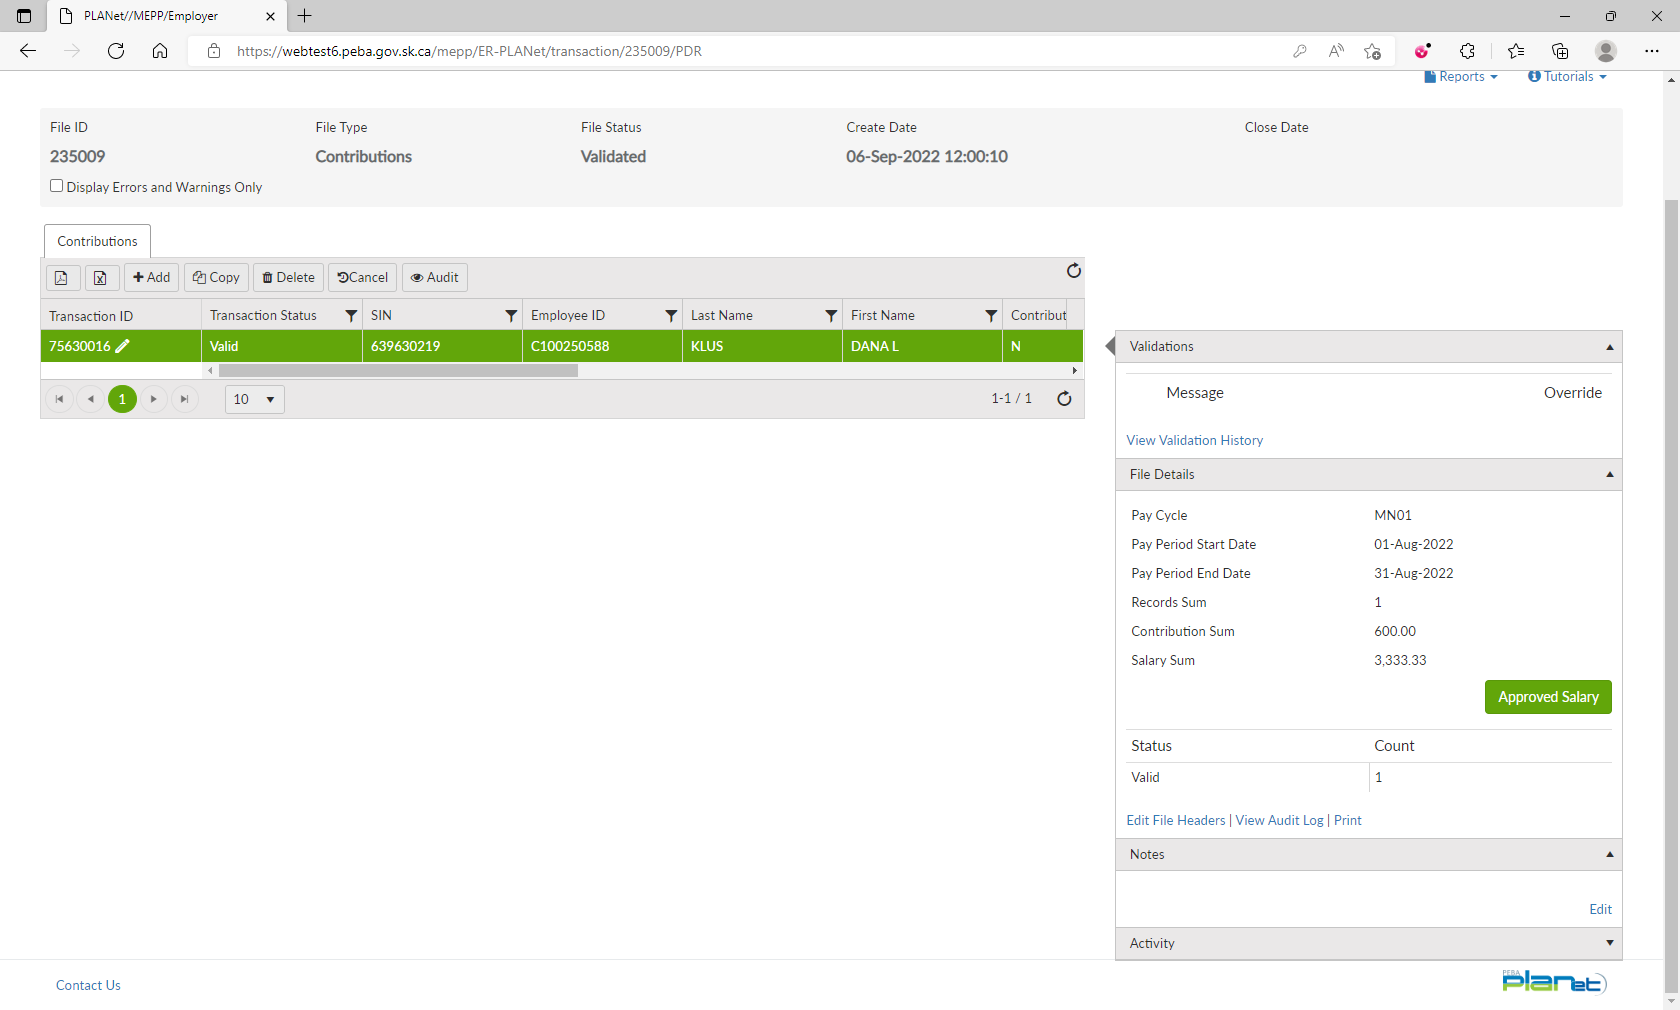 PLANet//MEPP/Employer
https://webtest6.peba.gov.sk.ca/mepp/ER-PLANet/transaction/235009/PDR
Reports Tutorials
File ID File Type File Status Create Date Close Date
235009 Contributions Validated 06-Sep-2022 12:00:10
Display Errors and Warnings Only
Contributions
Add Copy Delete Cancel Audit
Transaction ID Transaction Status SIN Employee ID Last Name First Name Contribut
75630016 Valid 639630219 C100250588 KLUS DANA L N
1 10 1-1 / 1
Validations
Message Override
View Validation History
File Details
Pay Cycle MN01
Pay Period Start Date 01-Aug-2022
Pay Period End Date 31-Aug-2022
Records Sum 1
Contribution Sum 600.00
Salary Sum 3,333.33
Approved Salary
Status Count
Valid 1
Edit File Headers | View Audit Log | Print
Notes
Edit
Activity
Contact Us
PEBA
planet